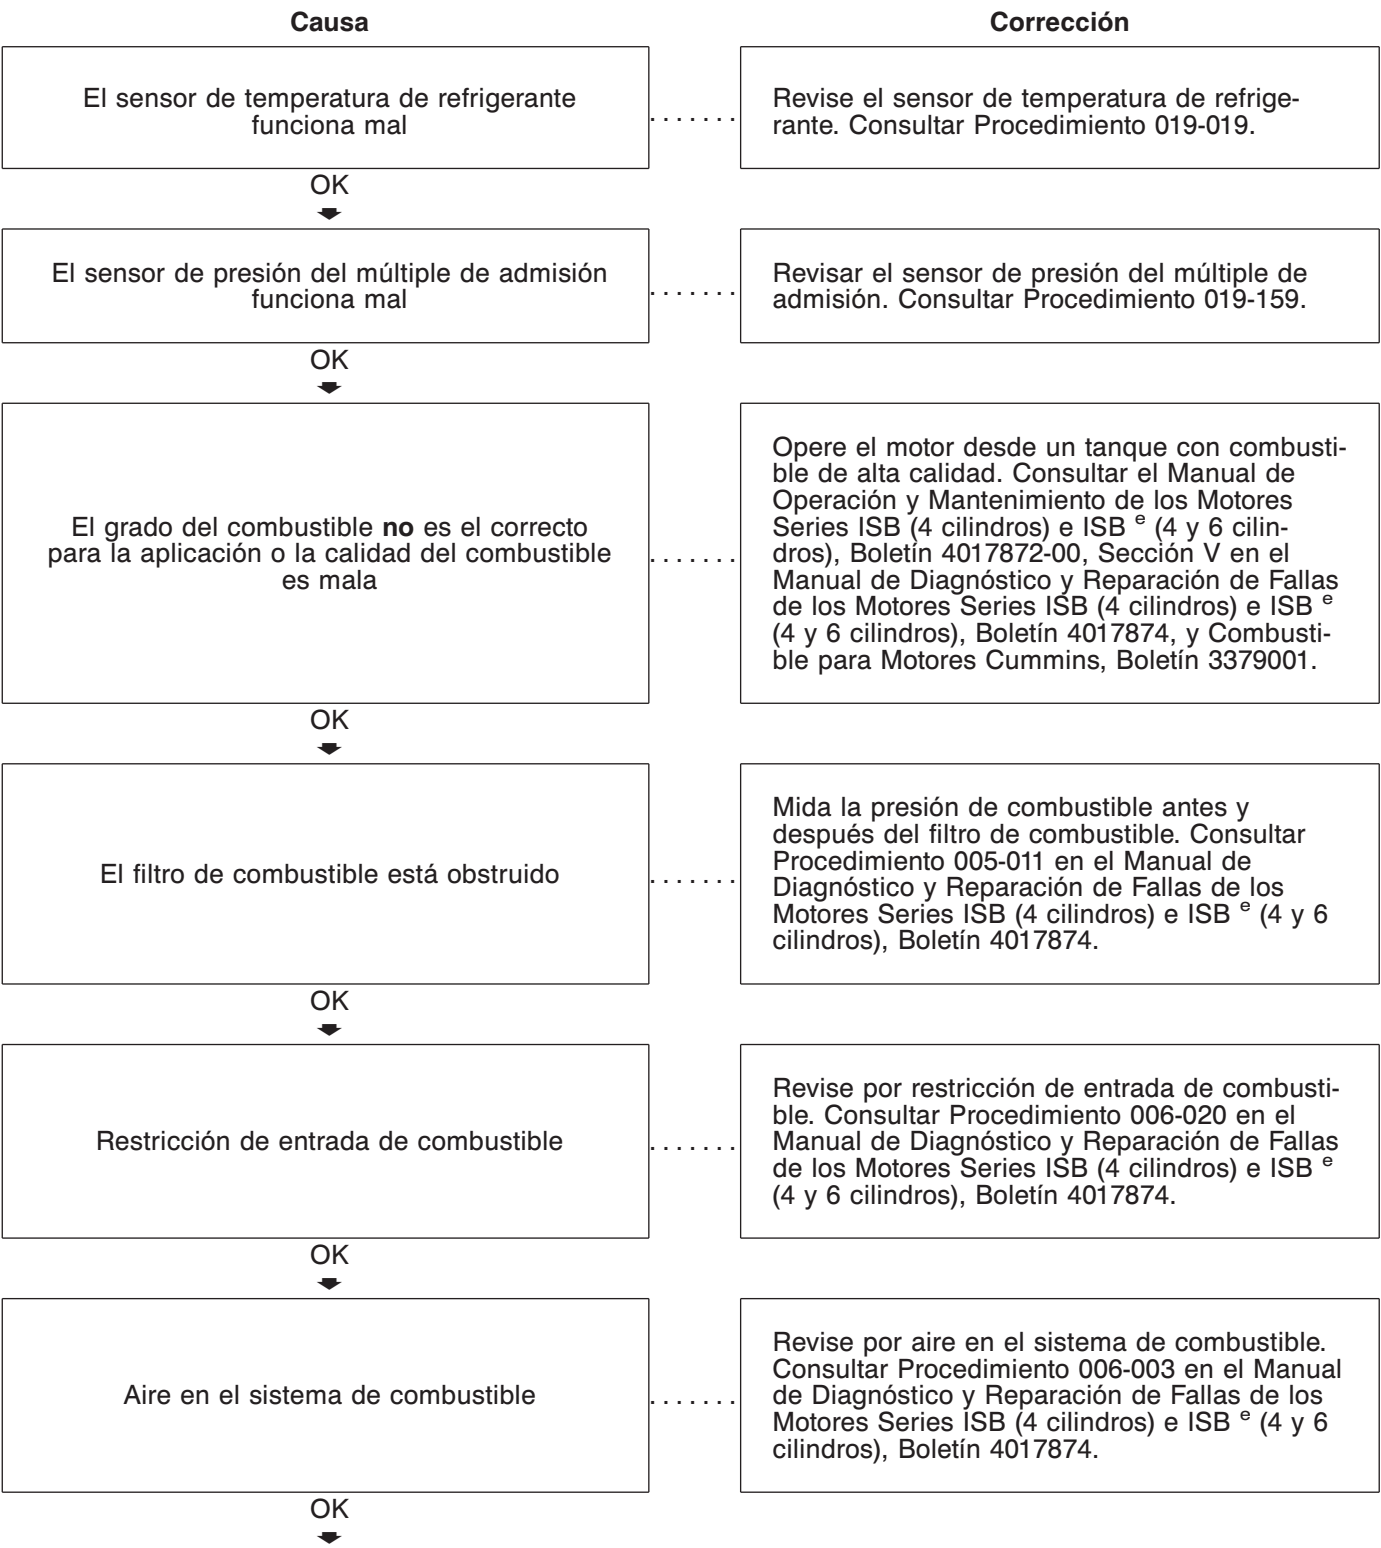 Causa
Corrección
El sensor de temperatura de refrigerante
funciona mal
. . . . . . .
Revise el sensor de temperatura de refrige-
rante. Consultar Procedimiento 019-019.
OK
El sensor de presión del múltiple de admisión
funciona mal
. . . . . . .
Revisar el sensor de presión del múltiple de
admisión. Consultar Procedimiento 019-159.
OK
El grado del combustible no es el correcto
para la aplicación o la calidad del combustible
es mala
. . . . . . .
Opere el motor desde un tanque con combusti-
ble de alta calidad. Consultar el Manual de
Operación y Mantenimiento de los Motores
Series ISB (4 cilindros) e ISB e (4 y 6 cilin-
dros), Boletín 4017872-00, Sección V en el
Manual de Diagnóstico y Reparación de Fallas
de los Motores Series ISB (4 cilindros) e ISB e
(4 y 6 cilindros), Boletín 4017874, y Combusti-
ble para Motores Cummins, Boletín 3379001.
OK
El filtro de combustible está obstruido
. . . . . . .
Mida la presión de combustible antes y
después del filtro de combustible. Consultar
Procedimiento 005-011 en el Manual de
Diagnóstico y Reparación de Fallas de los
Motores Series ISB (4 cilindros) e ISB e (4 y 6
cilindros), Boletín 4017874.
OK
Restricción de entrada de combustible
. . . . . . .
Revise por restricción de entrada de combusti-
ble. Consultar Procedimiento 006-020 en el
Manual de Diagnóstico y Reparación de Fallas
de los Motores Series ISB (4 cilindros) e ISB e
(4 y 6 cilindros), Boletín 4017874.
OK
Aire en el sistema de combustible
. . . . . . .
Revise por aire en el sistema de combustible.
Consultar Procedimiento 006-003 en el Manual
de Diagnóstico y Reparación de Fallas de los
Motores Series ISB (4 cilindros) e ISB e (4 y 6
cilindros), Boletín 4017874.
OK